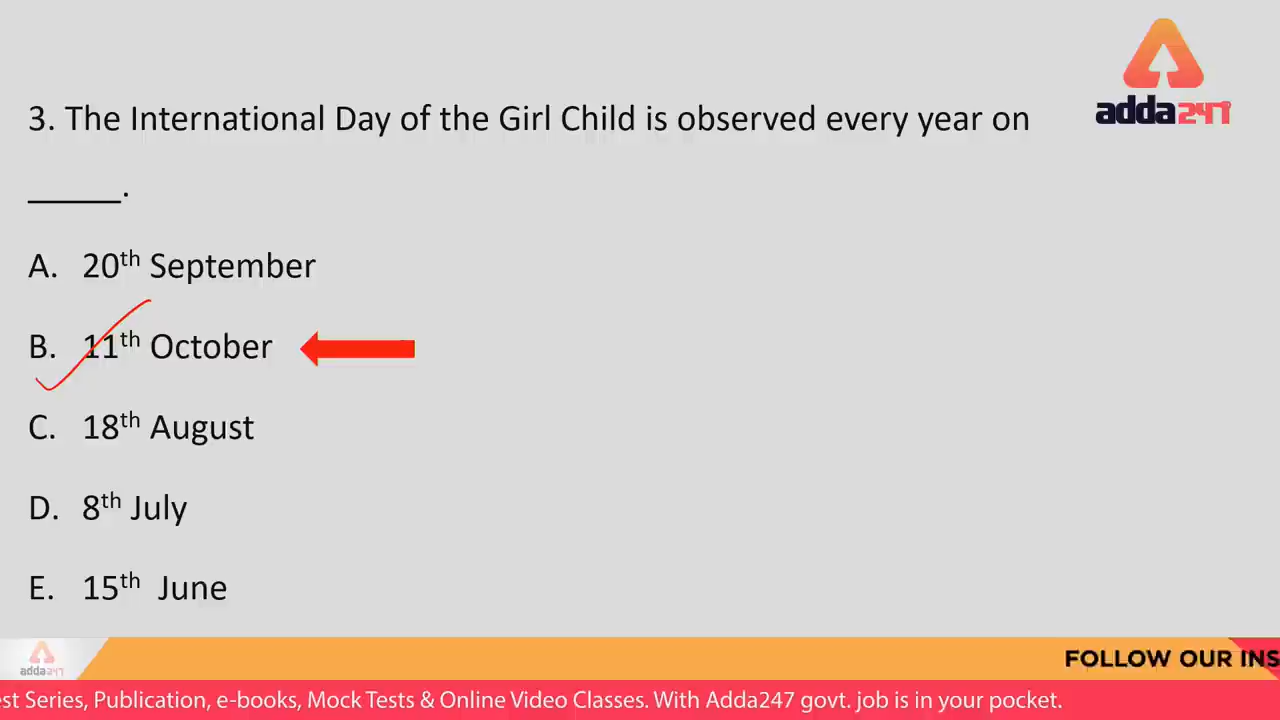 adda247
3. The International Day of the Girl Child is observed every year on
_____.
A. 20th September
B. 11th October
C. 18th August
D. 8th July
E. 15th June
adda247
FOLLOW OUR INS
est Series, Publication, e-books, Mock Tests & Online Video Classes. With Adda247 govt. job is in your pocket.